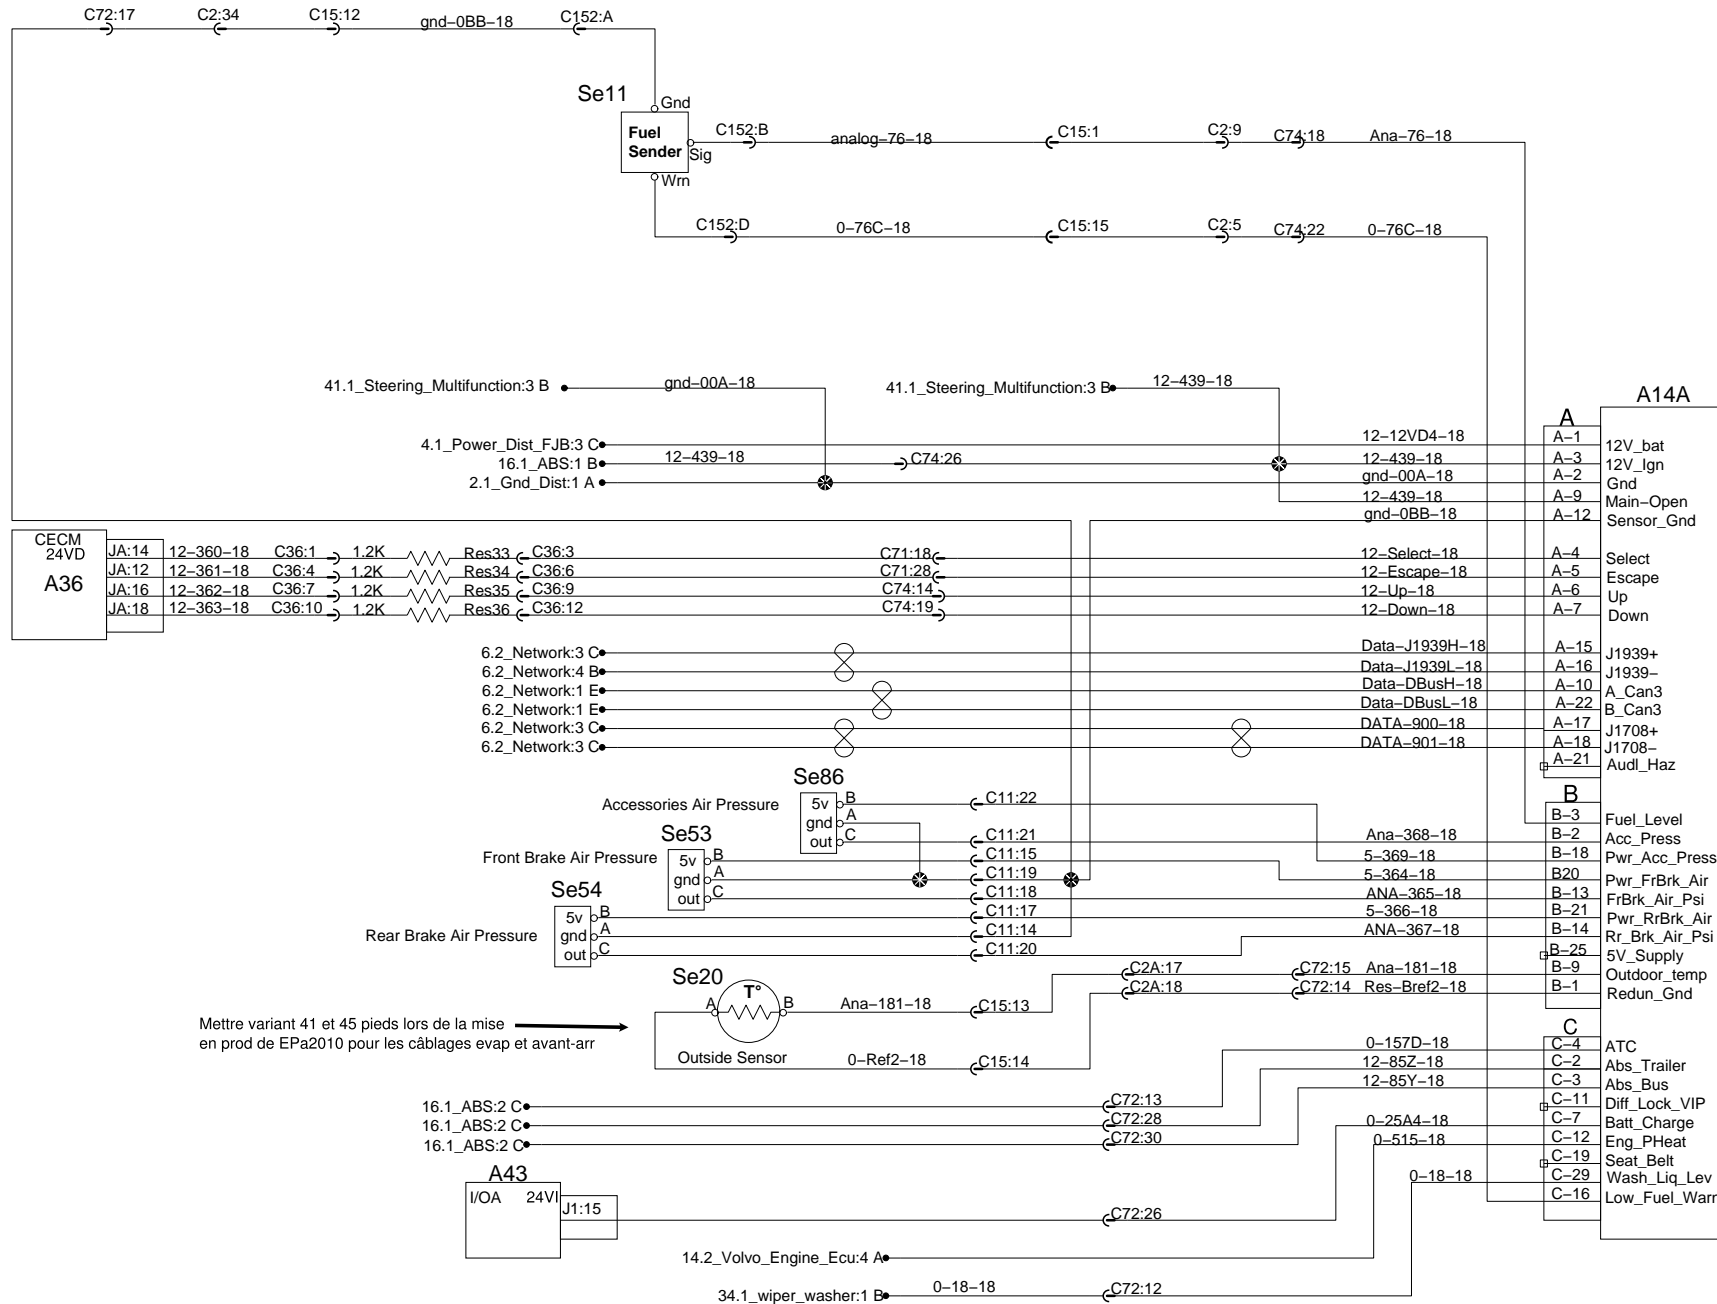 C72:17 C2:34 C15:12 gnd−0BB−18 C152:A
Se11 Gnd
Fuel
Sender
Sig
Wrn
C152:B analog−76−18 C15:1 C2:9 C74:18 Ana−76−18
C152:D 0−76C−18 C15:15 C2:5 C74:22 0−76C−18
41.1_Steering_Multifunction:3 B gnd−00A−18 41.1_Steering_Multifunction:3 B 12−439−18
A14A
A
4.1_Power_Dist_FJB:3 C 12−12VD4−18 A−1 12V_bat
16.1_ABS:1 B 12−439−18 C74:26 12−439−18 A−3 12V_Ign
2.1_Gnd_Dist:1 A gnd−00A−18 A−2 Gnd
12−439−18 A−9 Main−Open
gnd−0BB−18 A−12 Sensor_Gnd
CECM
24VD
A36
JA:14 12−360−18 C36:1 1.2K Res33 C36:3 C71:18 12−Select−18 A−4 Select
JA:12 12−361−18 C36:4 1.2K Res34 C36:6 C71:28 12−Escape−18 A−5 Escape
JA:16 12−362−18 C36:7 1.2K Res35 C36:9 C74:14 12−Up−18 A−6 Up
JA:18 12−363−18 C36:10 1.2K Res36 C36:12 C74:19 12−Down−18 A−7 Down
6.2_Network:3 C Data−J1939H−18 A−15 J1939+
6.2_Network:4 B Data−J1939L−18 A−16 J1939−
6.2_Network:1 E Data−DBusH−18 A−10 A_Can3
6.2_Network:1 E Data−DBusL−18 A−22 B_Can3
6.2_Network:3 C DATA−900−18 A−17 J1708+
6.2_Network:3 C DATA−901−18 A−18 J1708−
A−21 Audl_Haz
Se86
Accessories Air Pressure
5v B C11:22
gnd A
out C C11:21
Se53
Front Brake Air Pressure
5v B C11:15
gnd A C11:19
out C C11:18
Se54
Rear Brake Air Pressure
5v B C11:17
gnd A C11:14
out C C11:20
B
B−3 Fuel_Level
Ana−368−18 B−2 Acc_Press
5−369−18 B−18 Pwr_Acc_Press
5−364−18 B20 Pwr_FrBrk_Air
ANA−365−18 B−13 FrBrk_Air_Psi
5−366−18 B−21 Pwr_RrBrk_Air
ANA−367−18 B−14 Rr_Brk_Air_Psi
B−25 5V_Supply
C2A:17 C72:15 Ana−181−18 B−9 Outdoor_temp
C2A:18 C72:14 Res−Bref2−18 B−1 Redun_Gnd
Se20
T°
A B Ana−181−18 C15:13
Outside Sensor 0−Ref2−18 C15:14
Mettre variant 41 et 45 pieds lors de la mise
en prod de EPa2010 pour les câblages evap et avant-arr
C
0−157D−18 C−4 ATC
12−85Z−18 C−2 Abs_Trailer
12−85Y−18 C−3 Abs_Bus
C−11 Diff_Lock_VIP
0−25A4−18 C−7 Batt_Charge
0−515−18 C−12 Eng_PHeat
C−19 Seat_Belt
0−18−18 C−29 Wash_Liq_Lev
C−16 Low_Fuel_Warn
16.1_ABS:2 C C72:13
16.1_ABS:2 C C72:28
16.1_ABS:2 C C72:30
A43
I/OA 24VI
J1:15 C72:26
14.2_Volvo_Engine_Ecu:4 A
34.1_wiper_washer:1 B 0−18−18 C72:12